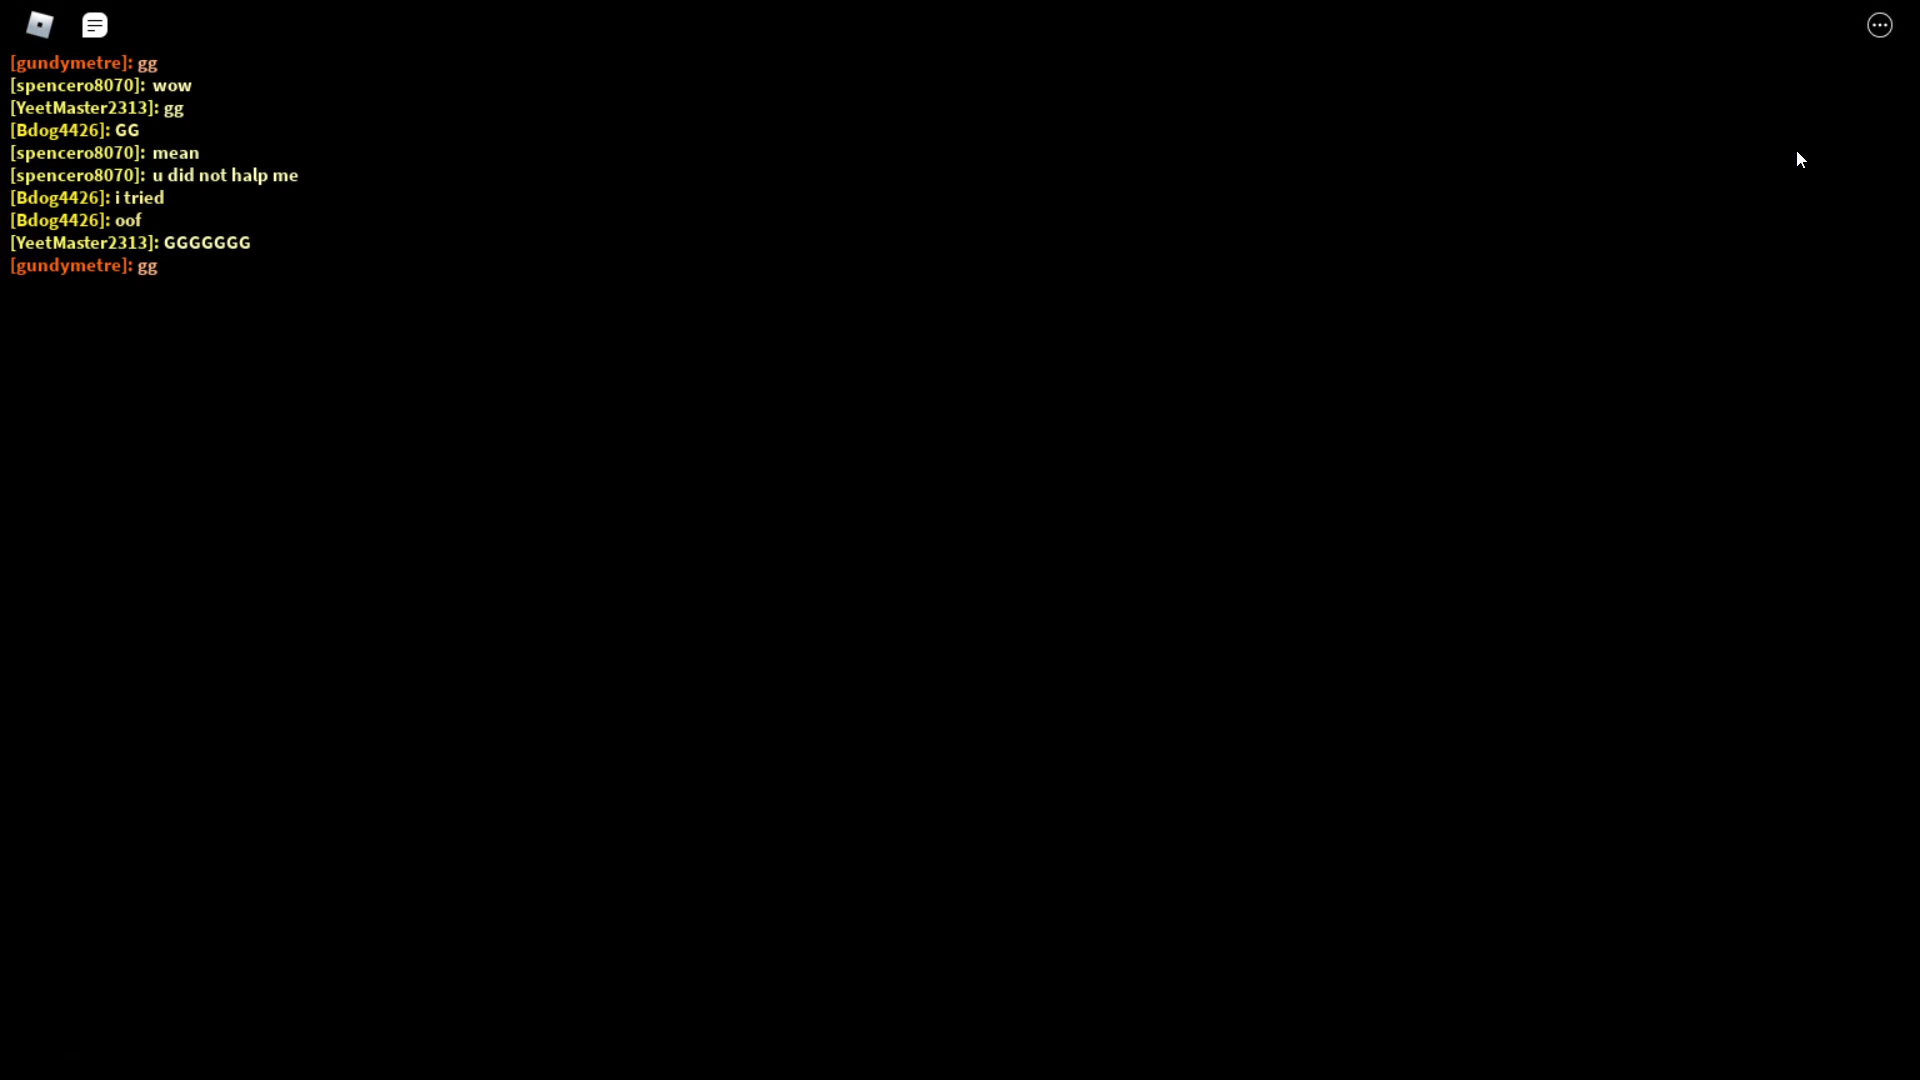 [gundymetre]: gg
[spencero8070]: wow
[YeetMaster2313]: gg
[Bdog4426]: GG
[spencero8070]: mean
[spencero8070]: u did not halp me
[Bdog4426]: i tried
[Bdog4426]: oof
[YeetMaster2313]: GGGGGGG
[gundymetre]: gg